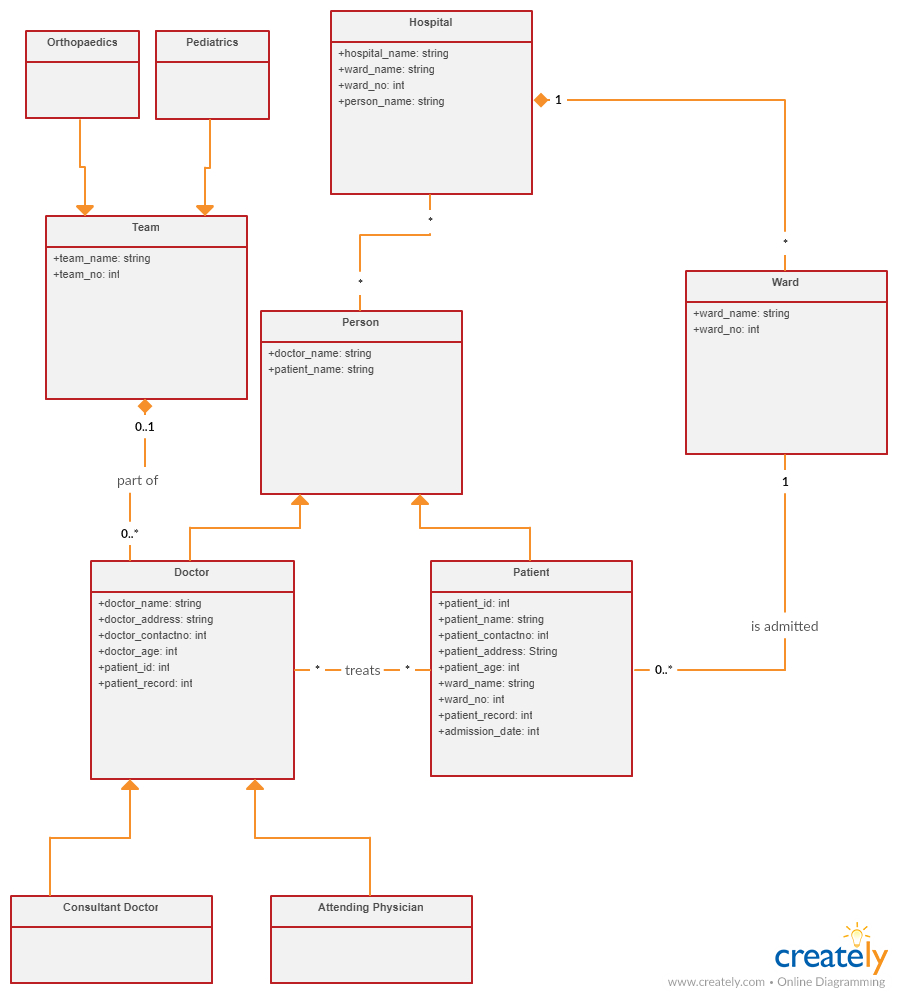 Orthopaedics
Pediatrics
Hospital
+hospital_name: string
+ward_name: string
+ward_no: int
+person_name: string
1
*
Team
+team_name: string
+team_no: int
*
*
Ward
+ward_name: string
+ward_no: int
Person
+doctor_name: string
+patient_name: string
0..1
part of
0..*
1
is admitted
0..*
Doctor
+doctor_name: string
+doctor_address: string
+doctor_contactno: int
+doctor_age: int
+patient_id: int
+patient_record: int
* treats *
Patient
+patient_id: int
+patient_name: string
+patient_contactno: int
+patient_address: String
+patient_age: int
+ward_name: string
+ward_no: int
+patient_record: int
+admission_date: int
Consultant Doctor
Attending Physician
creately
www.creately.com • Online Diagramming